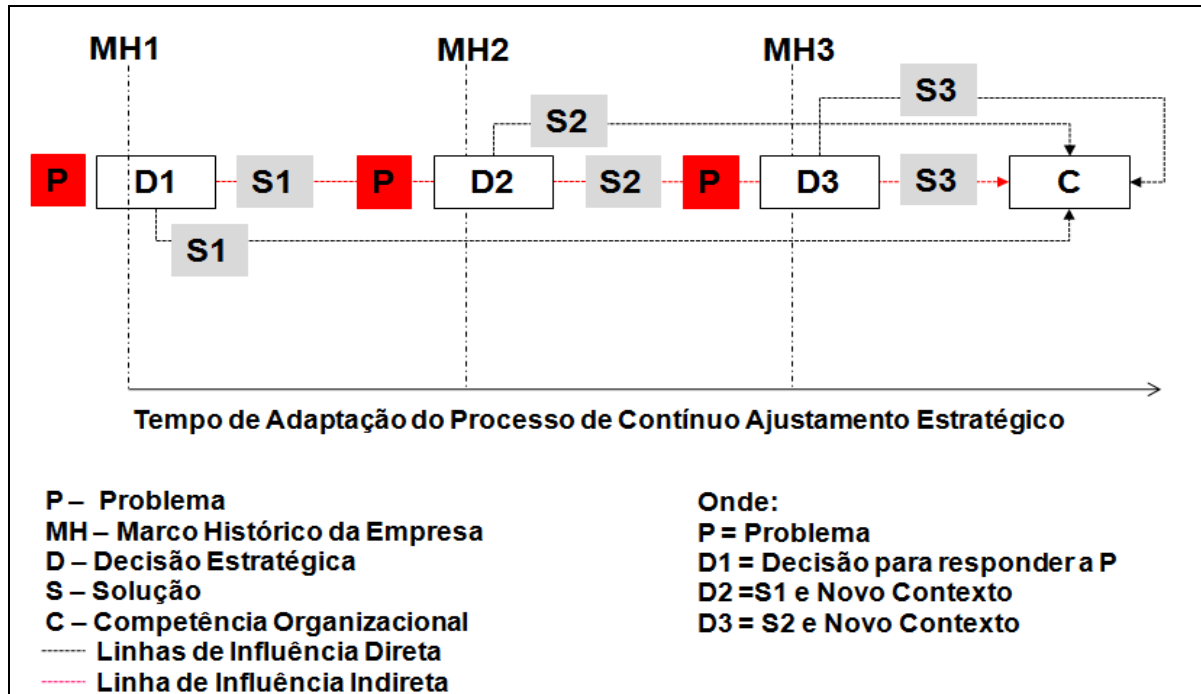 MH1 MH2 MH3
S3
S2
P D1 S1 P D2 S2 P D3 S3 C
S1
Tempo de Adaptação do Processo de Contínuo Ajustamento Estratégico
P – Problema
MH – Marco Histórico da Empresa
D – Decisão Estratégica
S – Solução
C – Competência Organizacional
Linhas de Influência Direta
Linha de Influência Indireta
Onde:
P = Problema
D1 = Decisão para responder a P
D2 =S1 e Novo Contexto
D3 = S2 e Novo Contexto